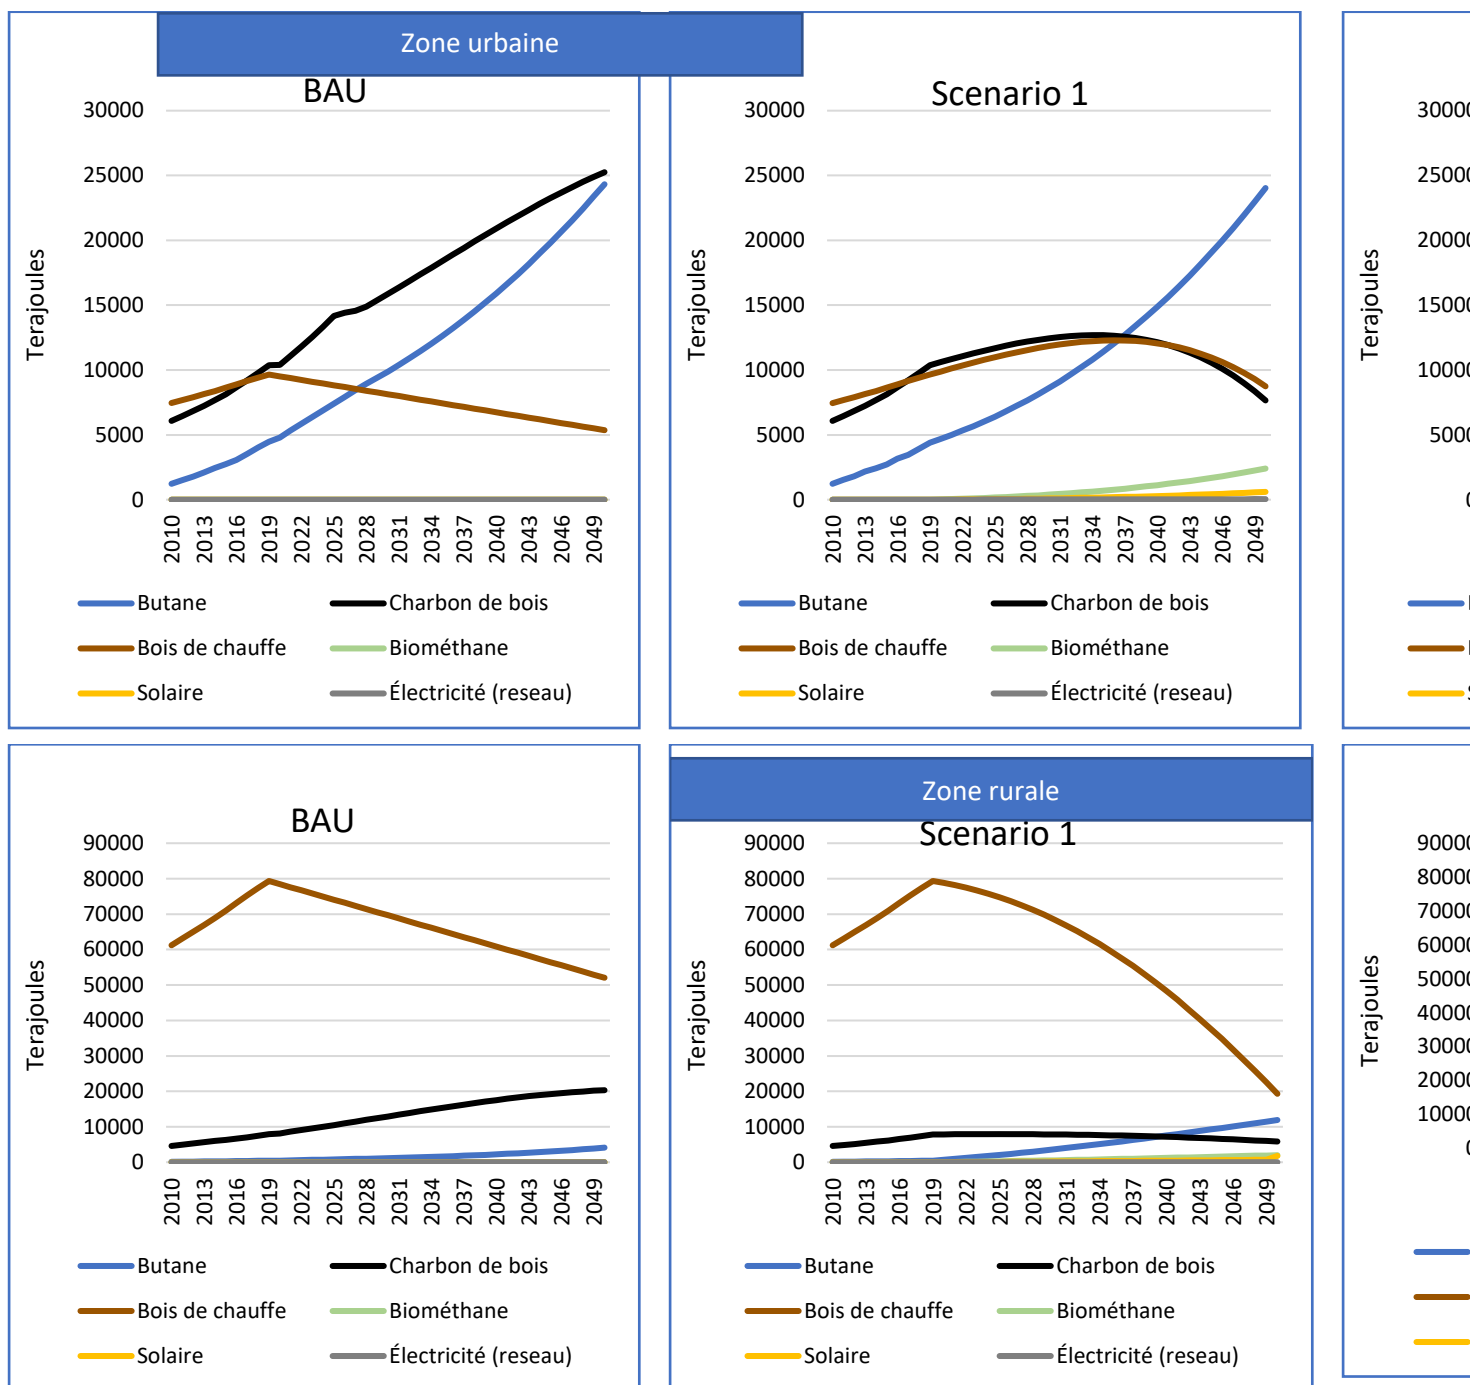 Zone urbaine
BAU
30000
25000
20000
15000
10000
5000
0
Terajoules
2010
2013
2016
2019
2022
2025
2028
2031
2034
2037
2040
2043
2046
2049
Butane
Charbon de bois
Bois de chauffe
Biométhane
Solaire
Électricité (reseau)
Scenario 1
30000
25000
20000
15000
10000
5000
0
Terajoules
2010
2013
2016
2019
2022
2025
2028
2031
2034
2037
2040
2043
2046
2049
Butane
Charbon de bois
Bois de chauffe
Biométhane
Solaire
Électricité (reseau)
Terajoules
BAU
90000
80000
70000
60000
50000
40000
30000
20000
10000
0
Terajoules
2010
2013
2016
2019
2022
2025
2028
2031
2034
2037
2040
2043
2046
2049
Butane
Charbon de bois
Bois de chauffe
Biométhane
Solaire
Électricité (reseau)
Zone rurale
Scenario 1
90000
80000
70000
60000
50000
40000
30000
20000
10000
0
Terajoules
2010
2013
2016
2019
2022
2025
2028
2031
2034
2037
2040
2043
2046
2049
Butane
Charbon de bois
Bois de chauffe
Biométhane
Solaire
Électricité (reseau)
Terajoules